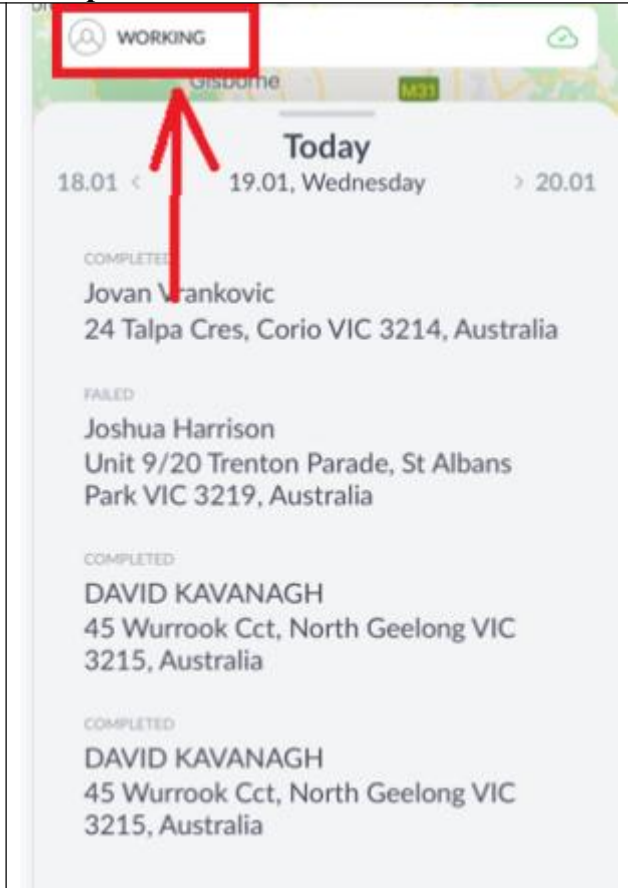 WORKING
Gisborne
M31
Today
18.01 < 19.01, Wednesday > 20.01
COMPLETED
Jovan Vrankovic
24 Talpa Cres, Corio VIC 3214, Australia
FAILED
Joshua Harrison
Unit 9/20 Trenton Parade, St Albans
Park VIC 3219, Australia
COMPLETED
DAVID KAVANAGH
45 Wurrook Cct, North Geelong VIC
3215, Australia
COMPLETED
DAVID KAVANAGH
45 Wurrook Cct, North Geelong VIC
3215, Australia